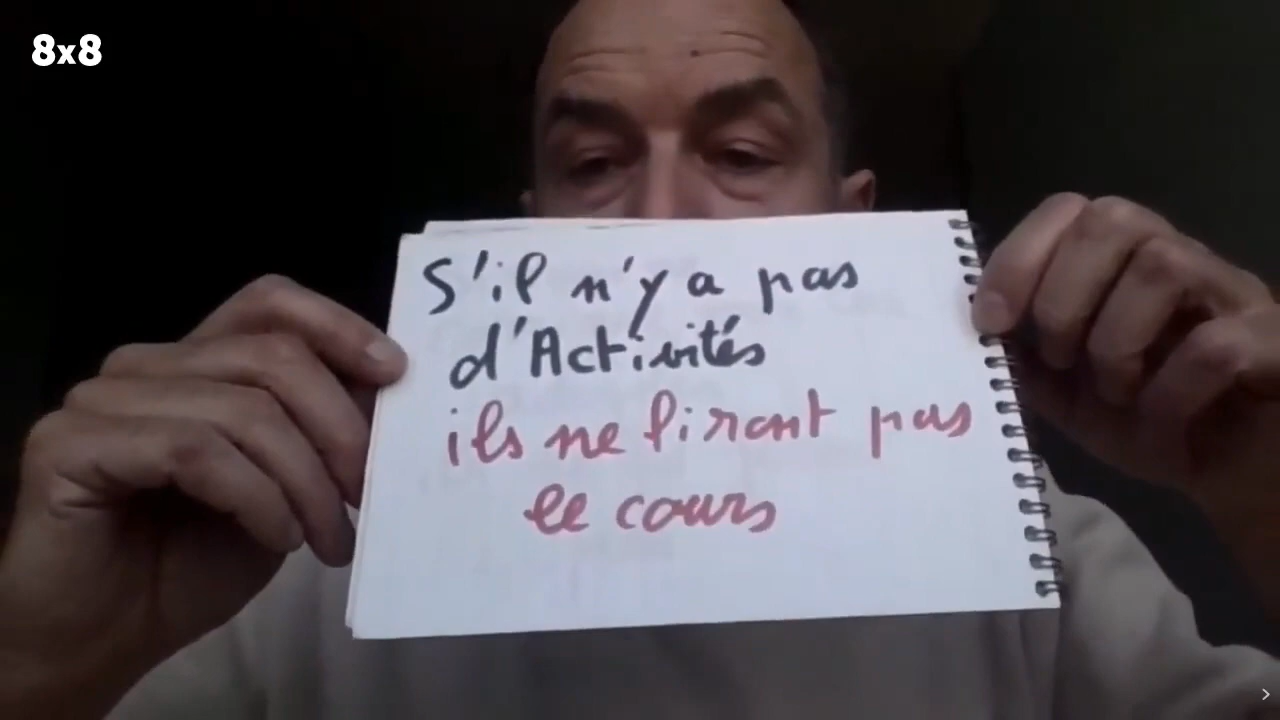 8x8
S'il n'y a pas
d'Activités
ils ne liront pas
le cours